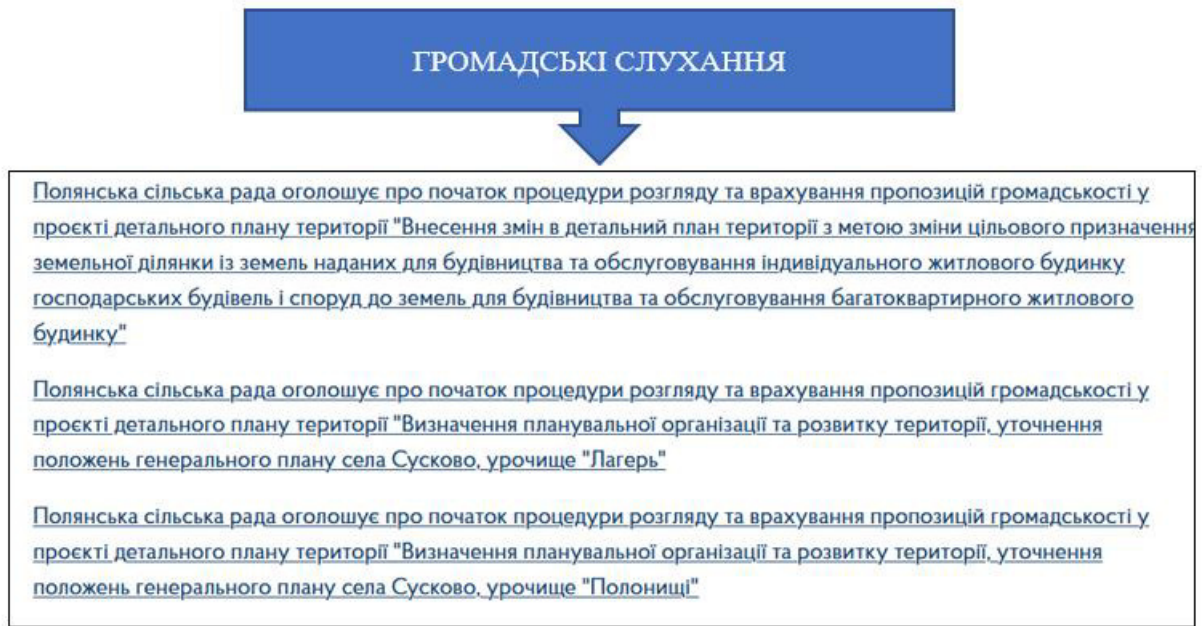 ГРОМАДСЬКІ СЛУХАННЯ
Полянська сільська рада оголошує про початок процедури розгляду та врахування пропозицій громадськості у
проєкті детального плану території "Внесення змін в детальний план території з метою зміни цільового призначення
земельної ділянки із земель наданих для будівництва та обслуговування індивідуального житлового будинку
господарських будівель і споруд до земель для будівництва та обслуговування багатоквартирного житлового
будинку"
Полянська сільська рада оголошує про початок процедури розгляду та врахування пропозицій громадськості у
проєкті детального плану території "Визначення планувальної організації та розвитку території, уточнення
положень генерального плану села Сусково, урочище "Лагерь"
Полянська сільська рада оголошує про початок процедури розгляду та врахування пропозицій громадськості у
проєкті детального плану території "Визначення планувальної організації та розвитку території, уточнення
положень генерального плану села Сусково, урочище "Полонищі"